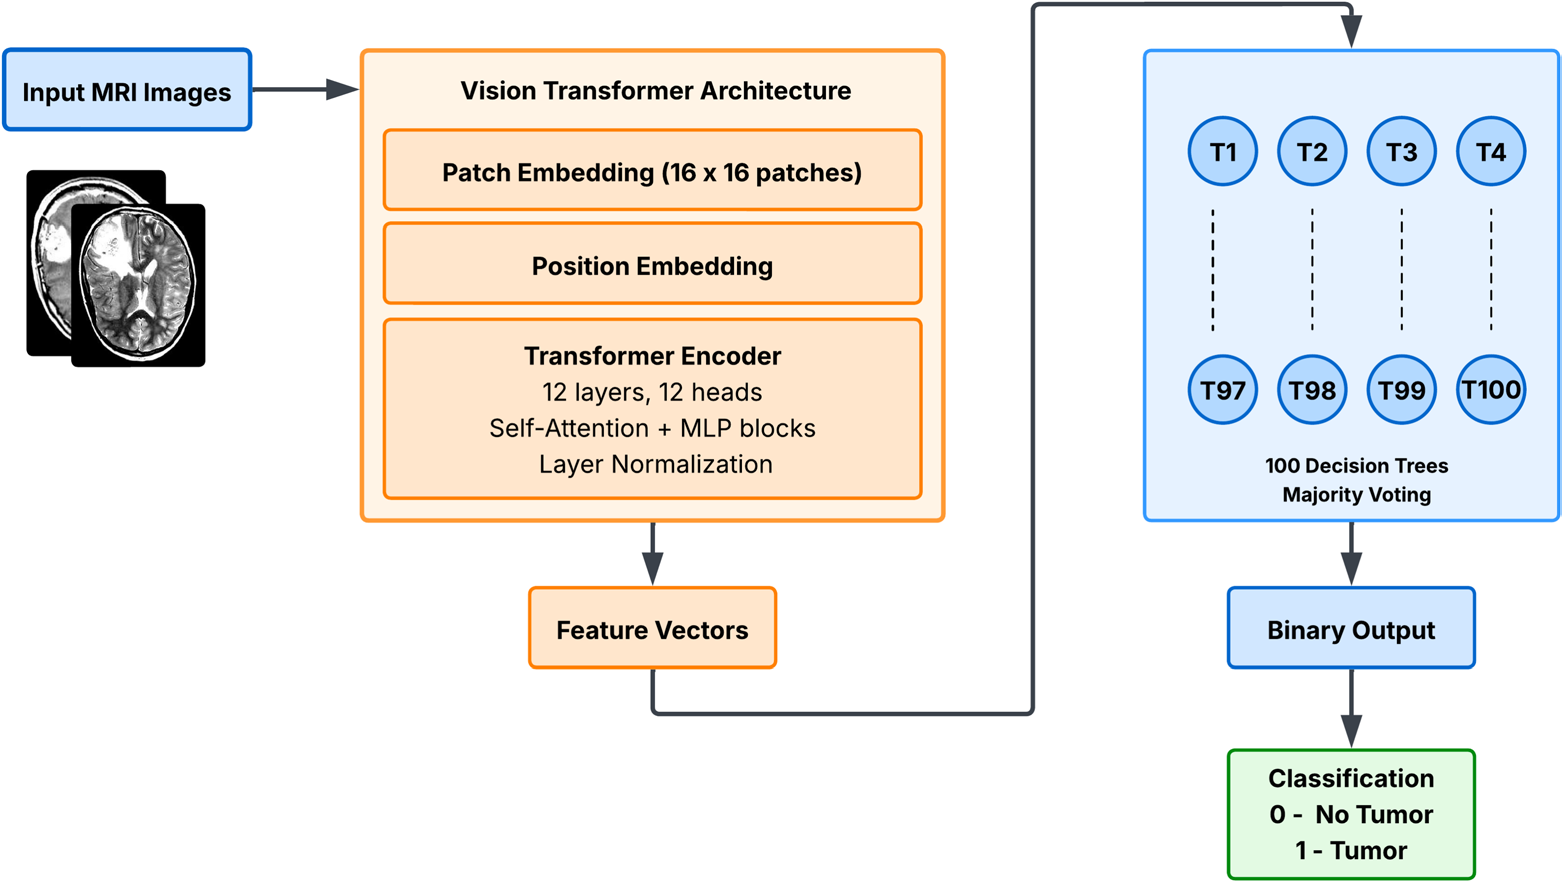 Input MRI Images
Vision Transformer Architecture
Patch Embedding (16 x 16 patches)
Position Embedding
Transformer Encoder
12 layers, 12 heads
Self-Attention + MLP blocks
Layer Normalization
Feature Vectors
T1 T2 T3 T4
T97 T98 T99 T100
100 Decision Trees
Majority Voting
Binary Output
Classification
0 - No Tumor
1 - Tumor